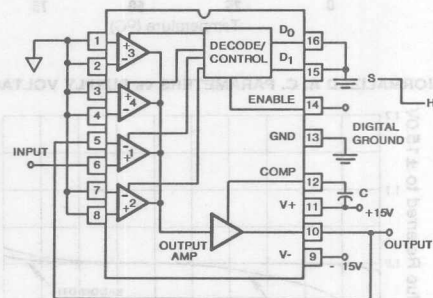 1
2
3
4
5
6
7
8
+
-
3
+
-
4
-
+
1
-
+
2
DECODE/
CONTROL
D0
D1
16
15
ENABLE
14
GND
13
DIGITAL
GROUND
S
H
INPUT
COMP
12
C
V+
11
+15V
10
OUTPUT
OUTPUT
AMP
V-
9
- 15V